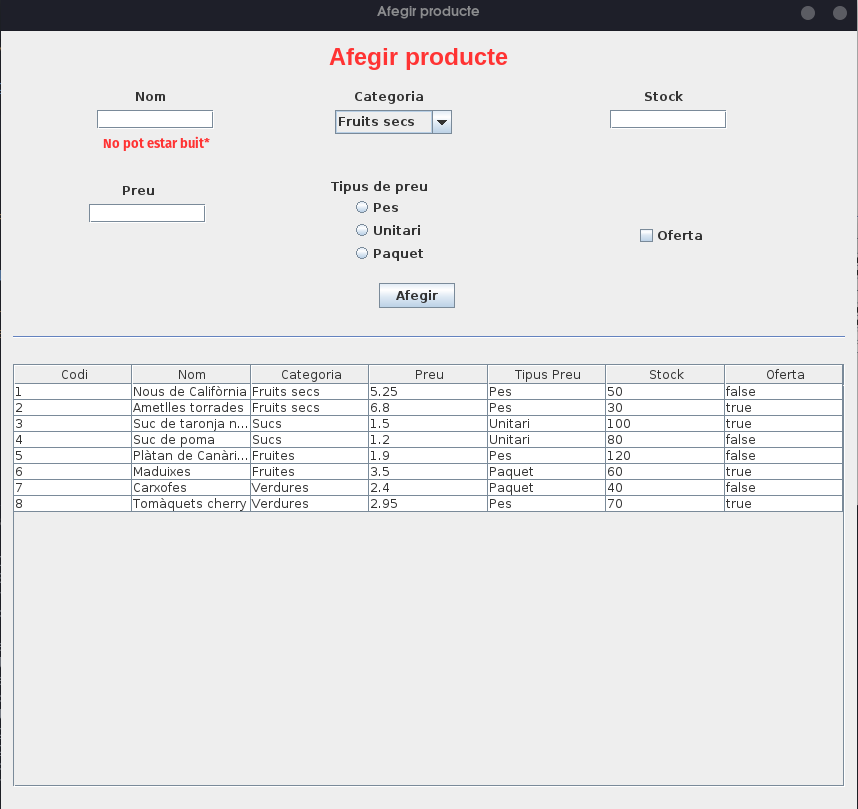 Afegir producte
Afegir producte
Nom Categoria Stock
Fruits secs
No pot estar buit*
Preu Tipus de preu
Pes
Unitari
Oferta
Paquet
Afegir
Codi Nom Categoria Preu Tipus Preu Stock Oferta
1 Nous de Califòrnia Fruits secs 5.25 Pes 50 false
2 Ametlles torrades Fruits secs 6.8 Pes 30 true
3 Suc de taronja n... Sucs 1.5 Unitari 100 true
4 Suc de poma Sucs 1.2 Unitari 80 false
5 Plàtan de Canàri... Fruites 1.9 Pes 120 false
6 Maduixes Fruites 3.5 Paquet 60 true
7 Carxofes Verdures 2.4 Paquet 40 false
8 Tomàquets cherry Verdures 2.95 Pes 70 true